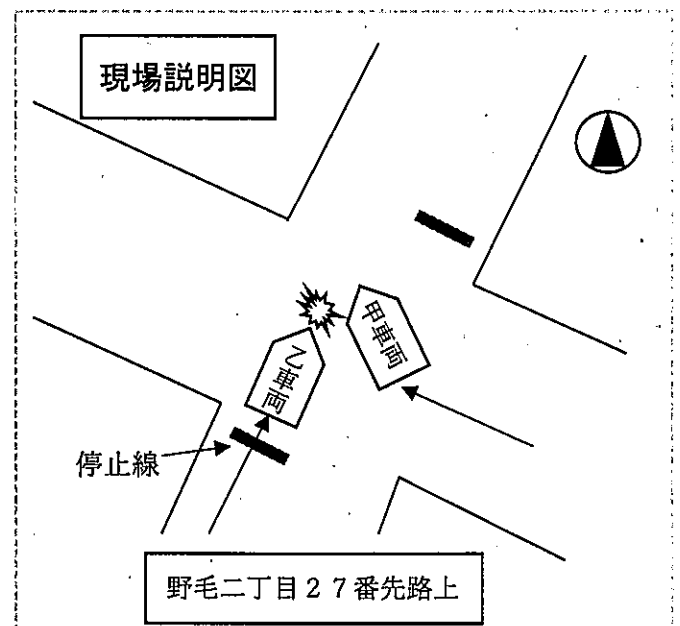 現場説明図
甲車両
乙車両
停止線
野毛二丁目２７番先路上